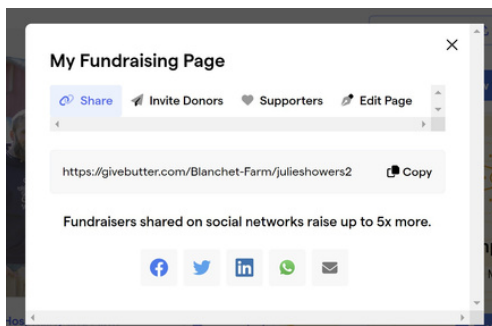 My Fundraising Page
Share Invite Donors Supporters Edit Page
https://givebutter.com/Blanchet-Farm/julieshowers2 Copy
Fundraisers shared on social networks raise up to 5x more.